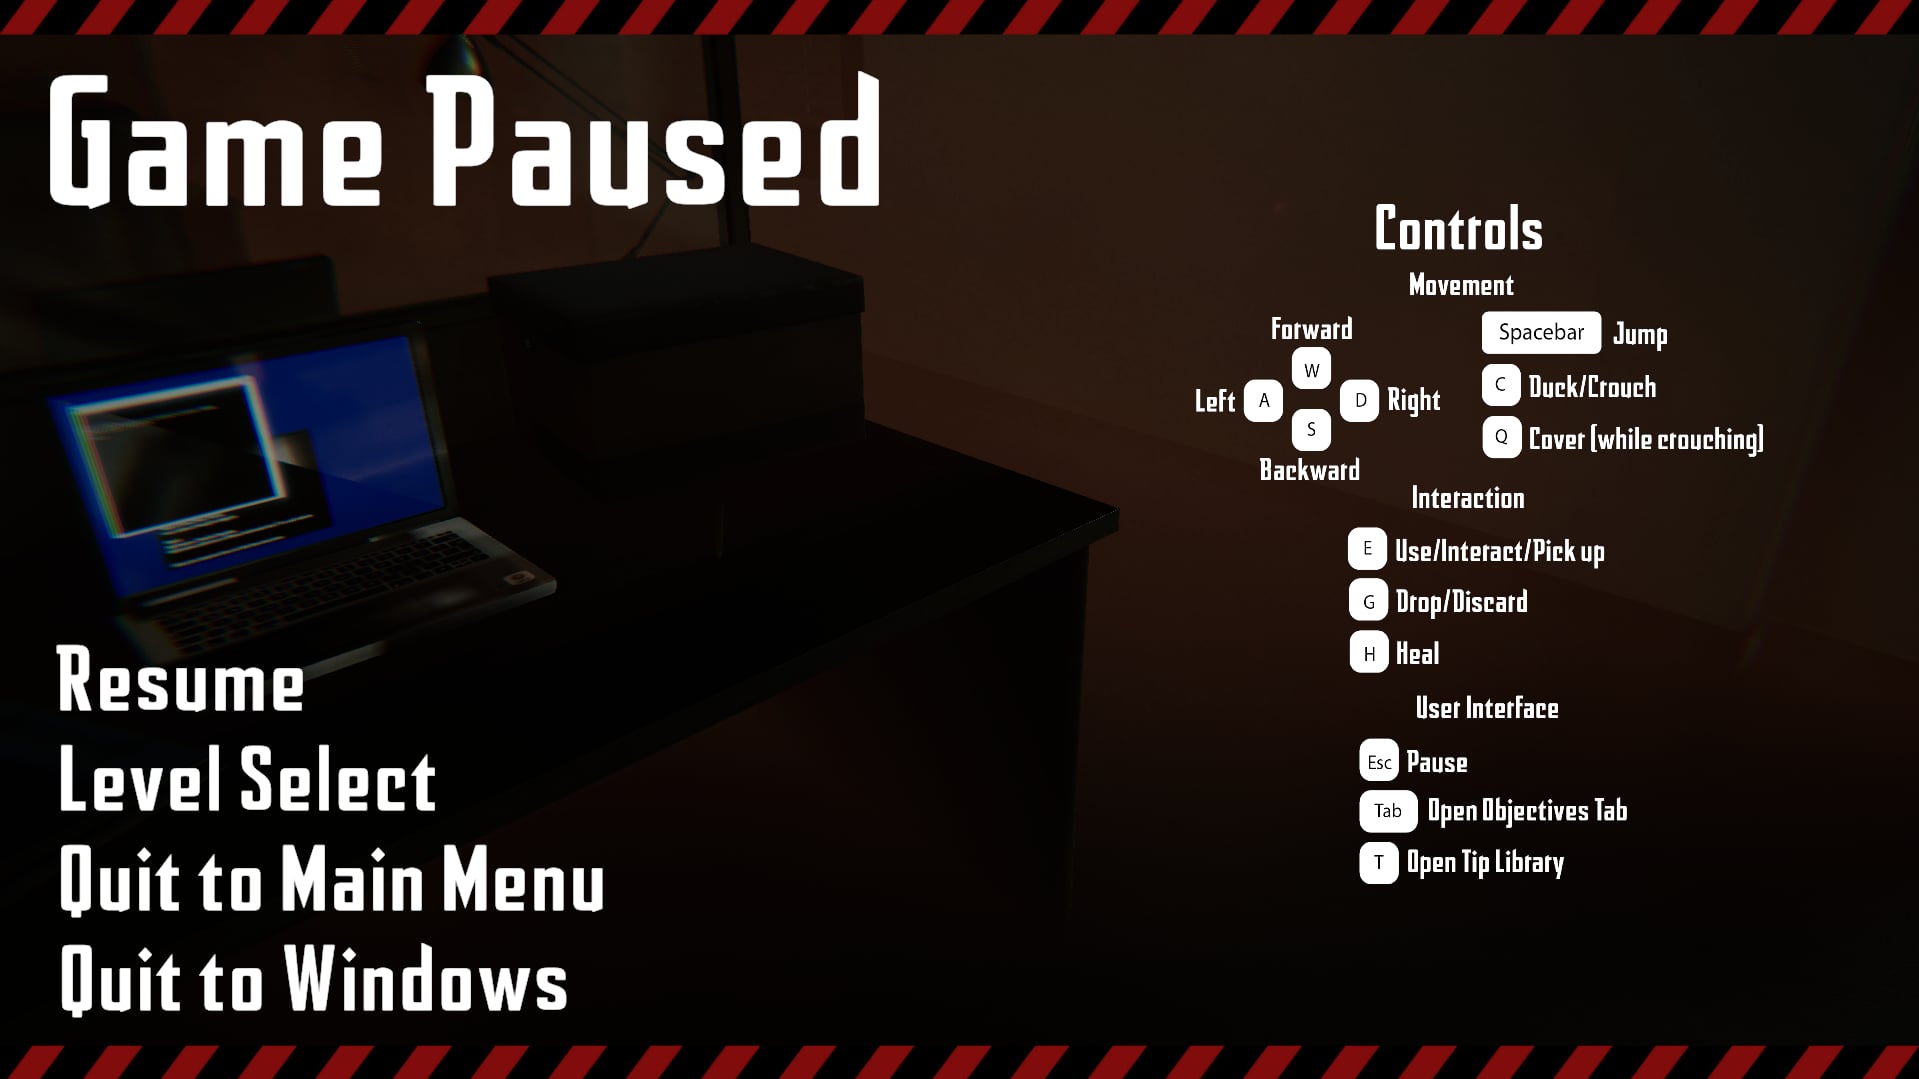 Game Paused
Resume
Level Select
Quit to Main Menu
Quit to Windows
Controls
Movement
Forward
W
Left A D Right
S
Backward
Spacebar Jump
C Duck/Crouch
Q Cover (while crouching)
Interaction
E Use/Interact/Pick up
G Drop/Discard
H Heal
User Interface
Esc Pause
Tab Open Objectives Tab
T Open Tip Library